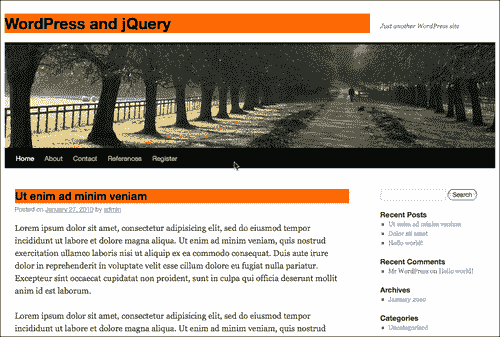 WordPress and jQuery
Just another WordPress site
Home About Contact References Register
Ut enim ad minim veniam
Posted on January 27, 2010 by admin
Lorem ipsum dolor sit amet, consectetur adipisicing elit, sed do eiusmod tempor
incididunt ut labore et dolore magna aliqua. Ut enim ad minim veniam, quis nostrud
exercitation ullamco laboris nisi ut aliquip ex ea commodo consequat. Duis aute irure
dolor in reprehenderit in voluptate velit esse cillum dolore eu fugiat nulla pariatur.
Excepteur sint occaecat cupidatat non proident, sunt in culpa qui officia deserunt mollit
anim id est laborum.
Lorem ipsum dolor sit amet, consectetur adipisicing elit, sed do eiusmod tempor
incididunt ut labore et dolore magna aliqua. Ut enim ad minim veniam, quis nostrud
Search
Recent Posts
Ut enim ad minim veniam
Dolor sit amet
Hello world!
Recent Comments
Mr WordPress on Hello world!
Archives
January 2010
Categories
Uncategorized